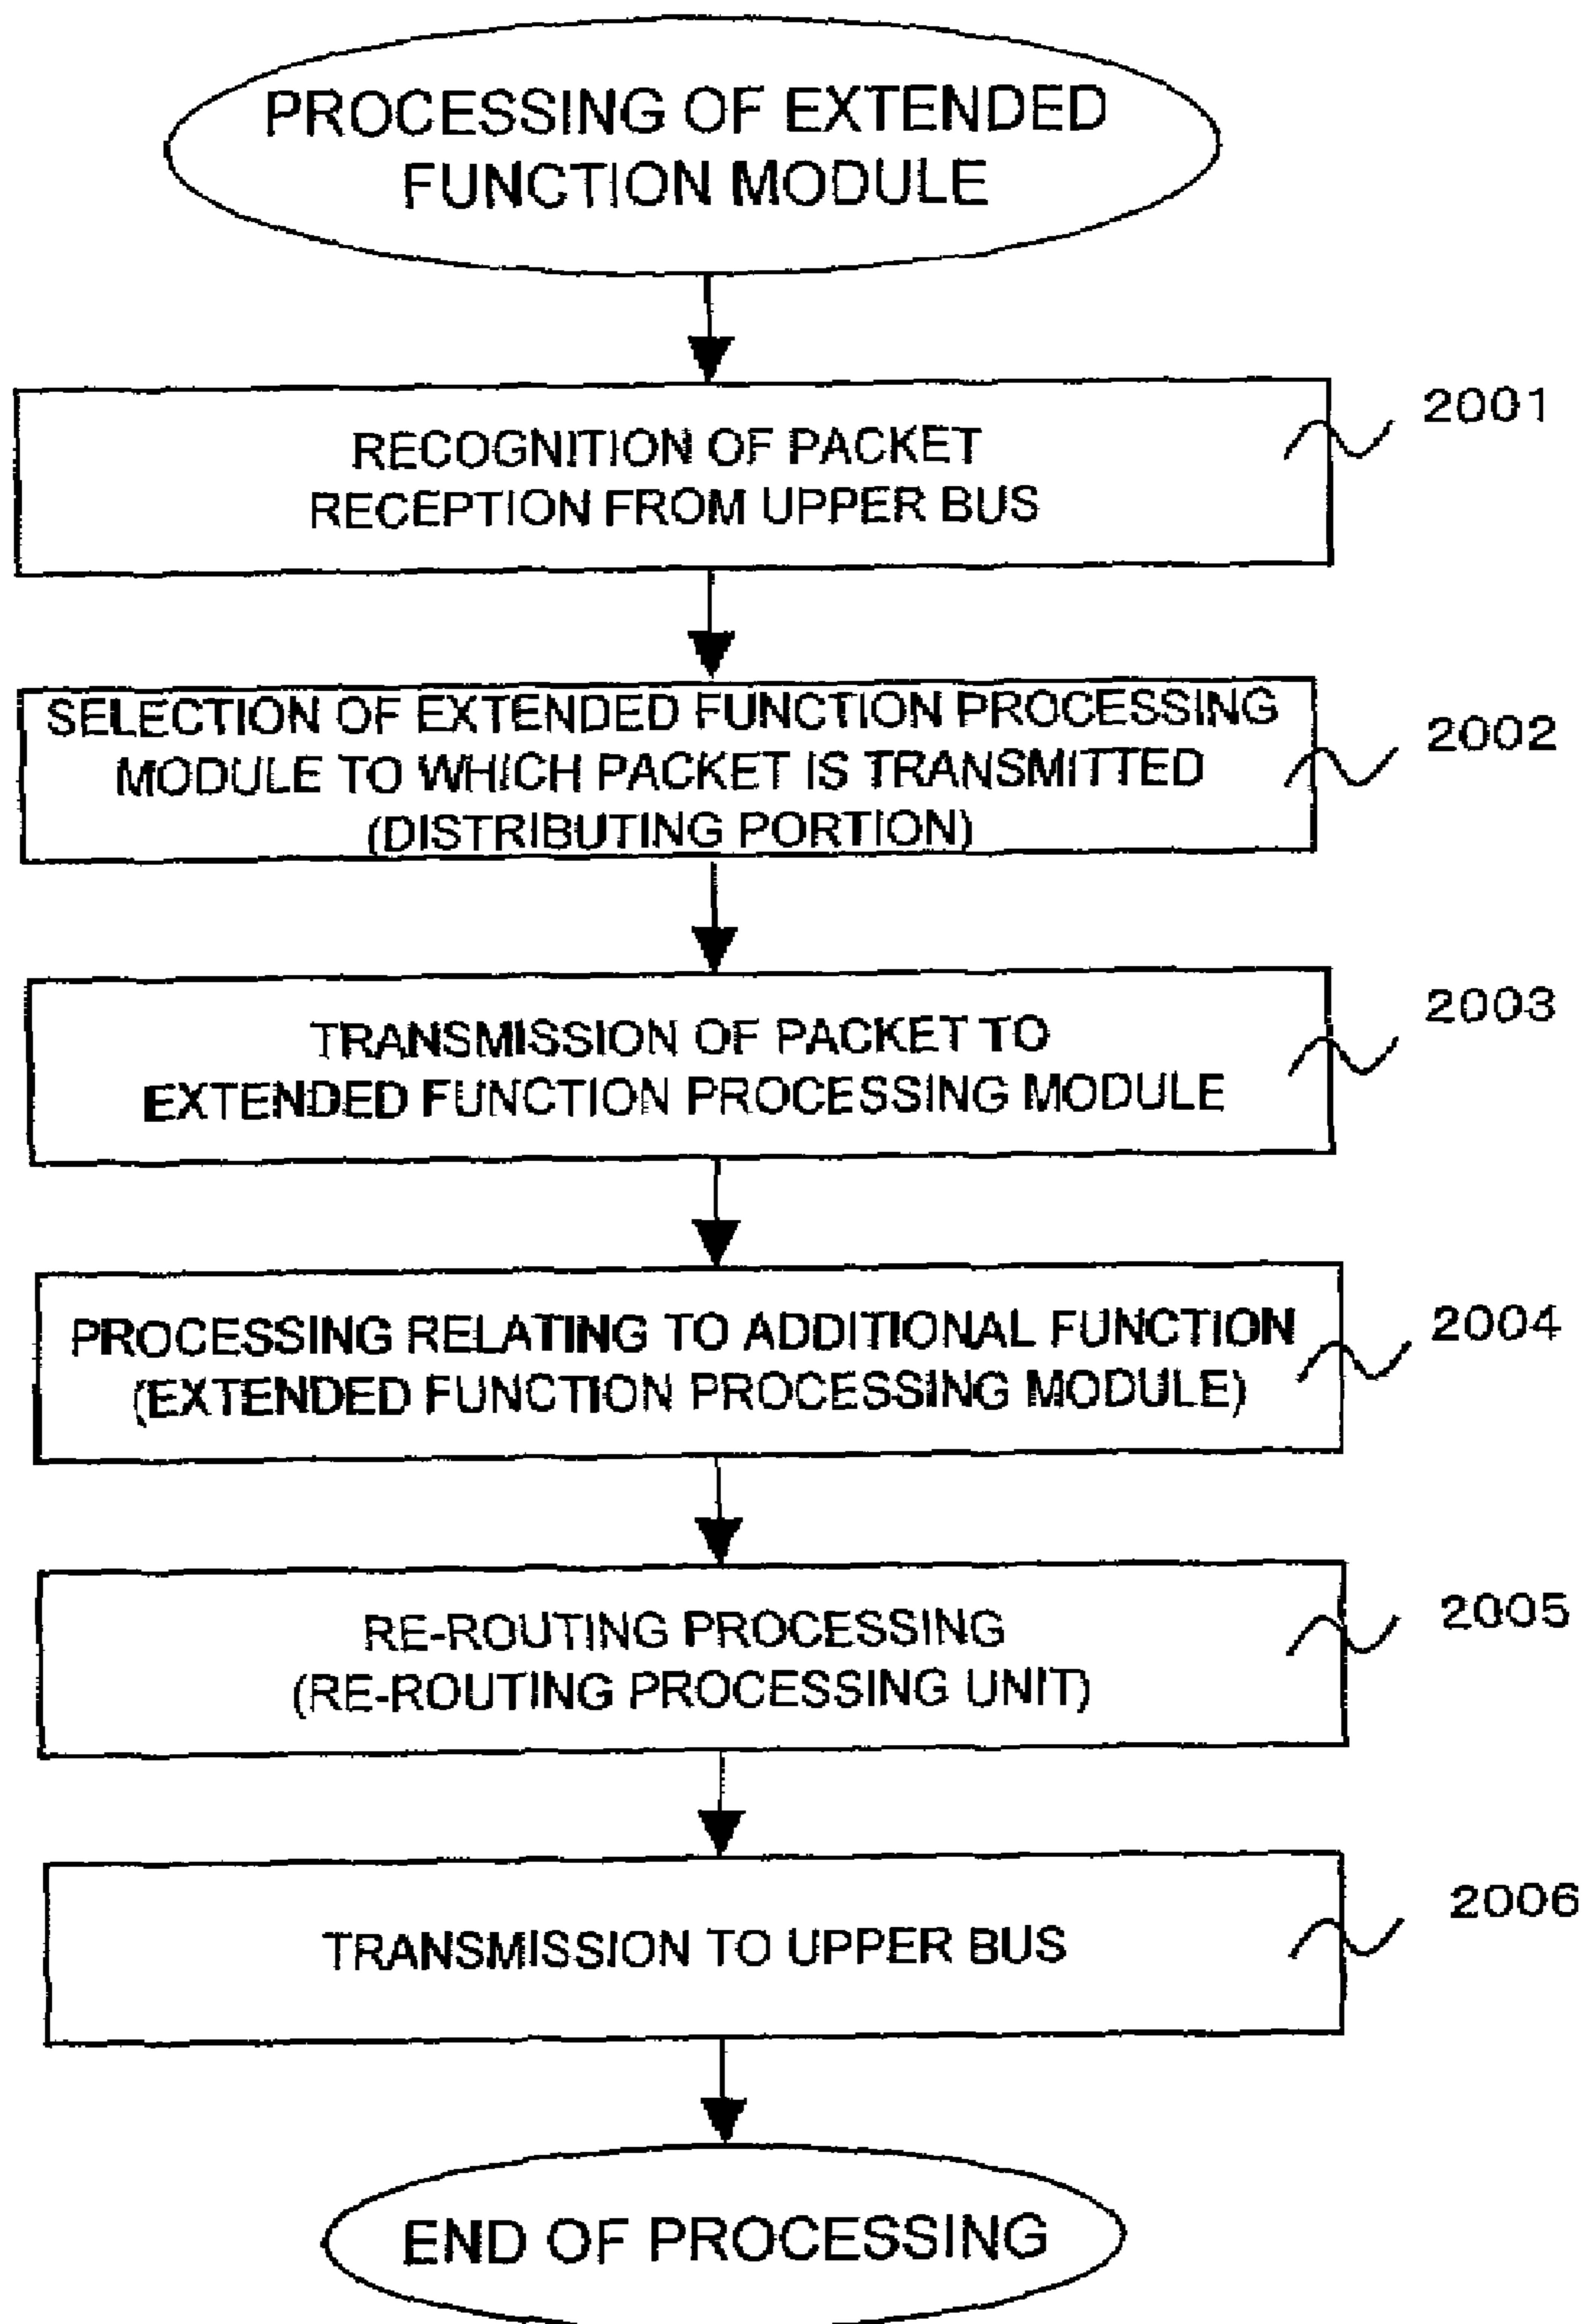 PROCESSING OF EXTENDED
FUNCTION MODULE
RECOGNITION OF PACKET
RECEPTION FROM UPPER BUS
2001
SELECTION OF EXTENDED FUNCTION PROCESSING
MODULE TO WHICH PACKET IS TRANSMITTED
(DISTRIBUTING PORTION)
2002
TRANSMISSION OF PACKET TO
EXTENDED FUNCTION PROCESSING MODULE
2003
PROCESSING RELATING TO ADDITIONAL FUNCTION
(EXTENDED FUNCTION PROCESSING MODULE)
2004
RE-ROUTING PROCESSING
(RE-ROUTING PROCESSING UNIT)
2005
TRANSMISSION TO UPPER BUS
2006
END OF PROCESSING